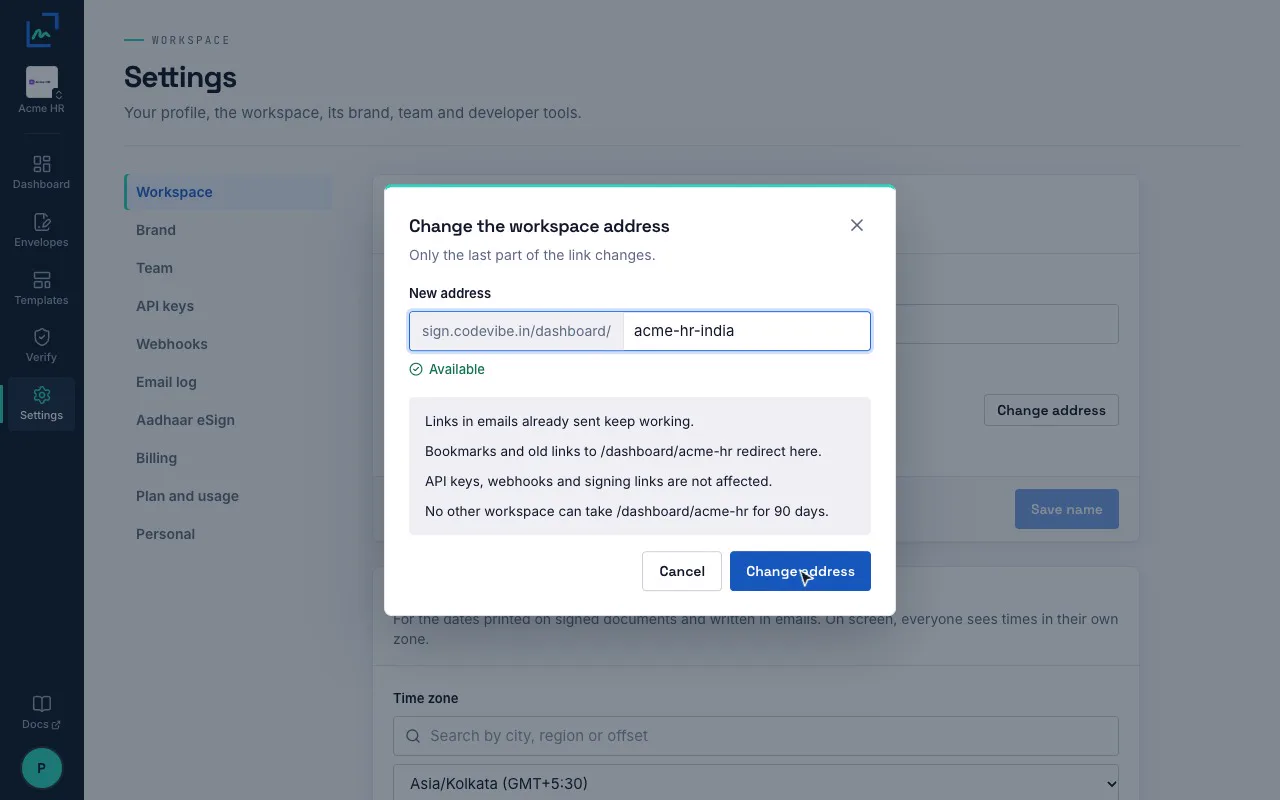 WORKSPACE
Settings
Your profile, the workspace, its brand, team and developer tools.
Acme HR
Dashboard
Envelopes
Templates
Verify
Settings
Docs
P
Workspace
Brand
Team
API keys
Webhooks
Email log
Aadhaar eSign
Billing
Plan and usage
Personal
Change the workspace address
Only the last part of the link changes.
New address
sign.codevibe.in/dashboard/ acme-hr-india
Available
Links in emails already sent keep working.
Bookmarks and old links to /dashboard/acme-hr redirect here.
API keys, webhooks and signing links are not affected.
No other workspace can take /dashboard/acme-hr for 90 days.
Cancel
Change address
Change address
Save name
For the dates printed on signed documents and written in emails. On screen, everyone sees times in their own
zone.
Time zone
Search by city, region or offset
Asia/Kolkata (GMT+5:30)